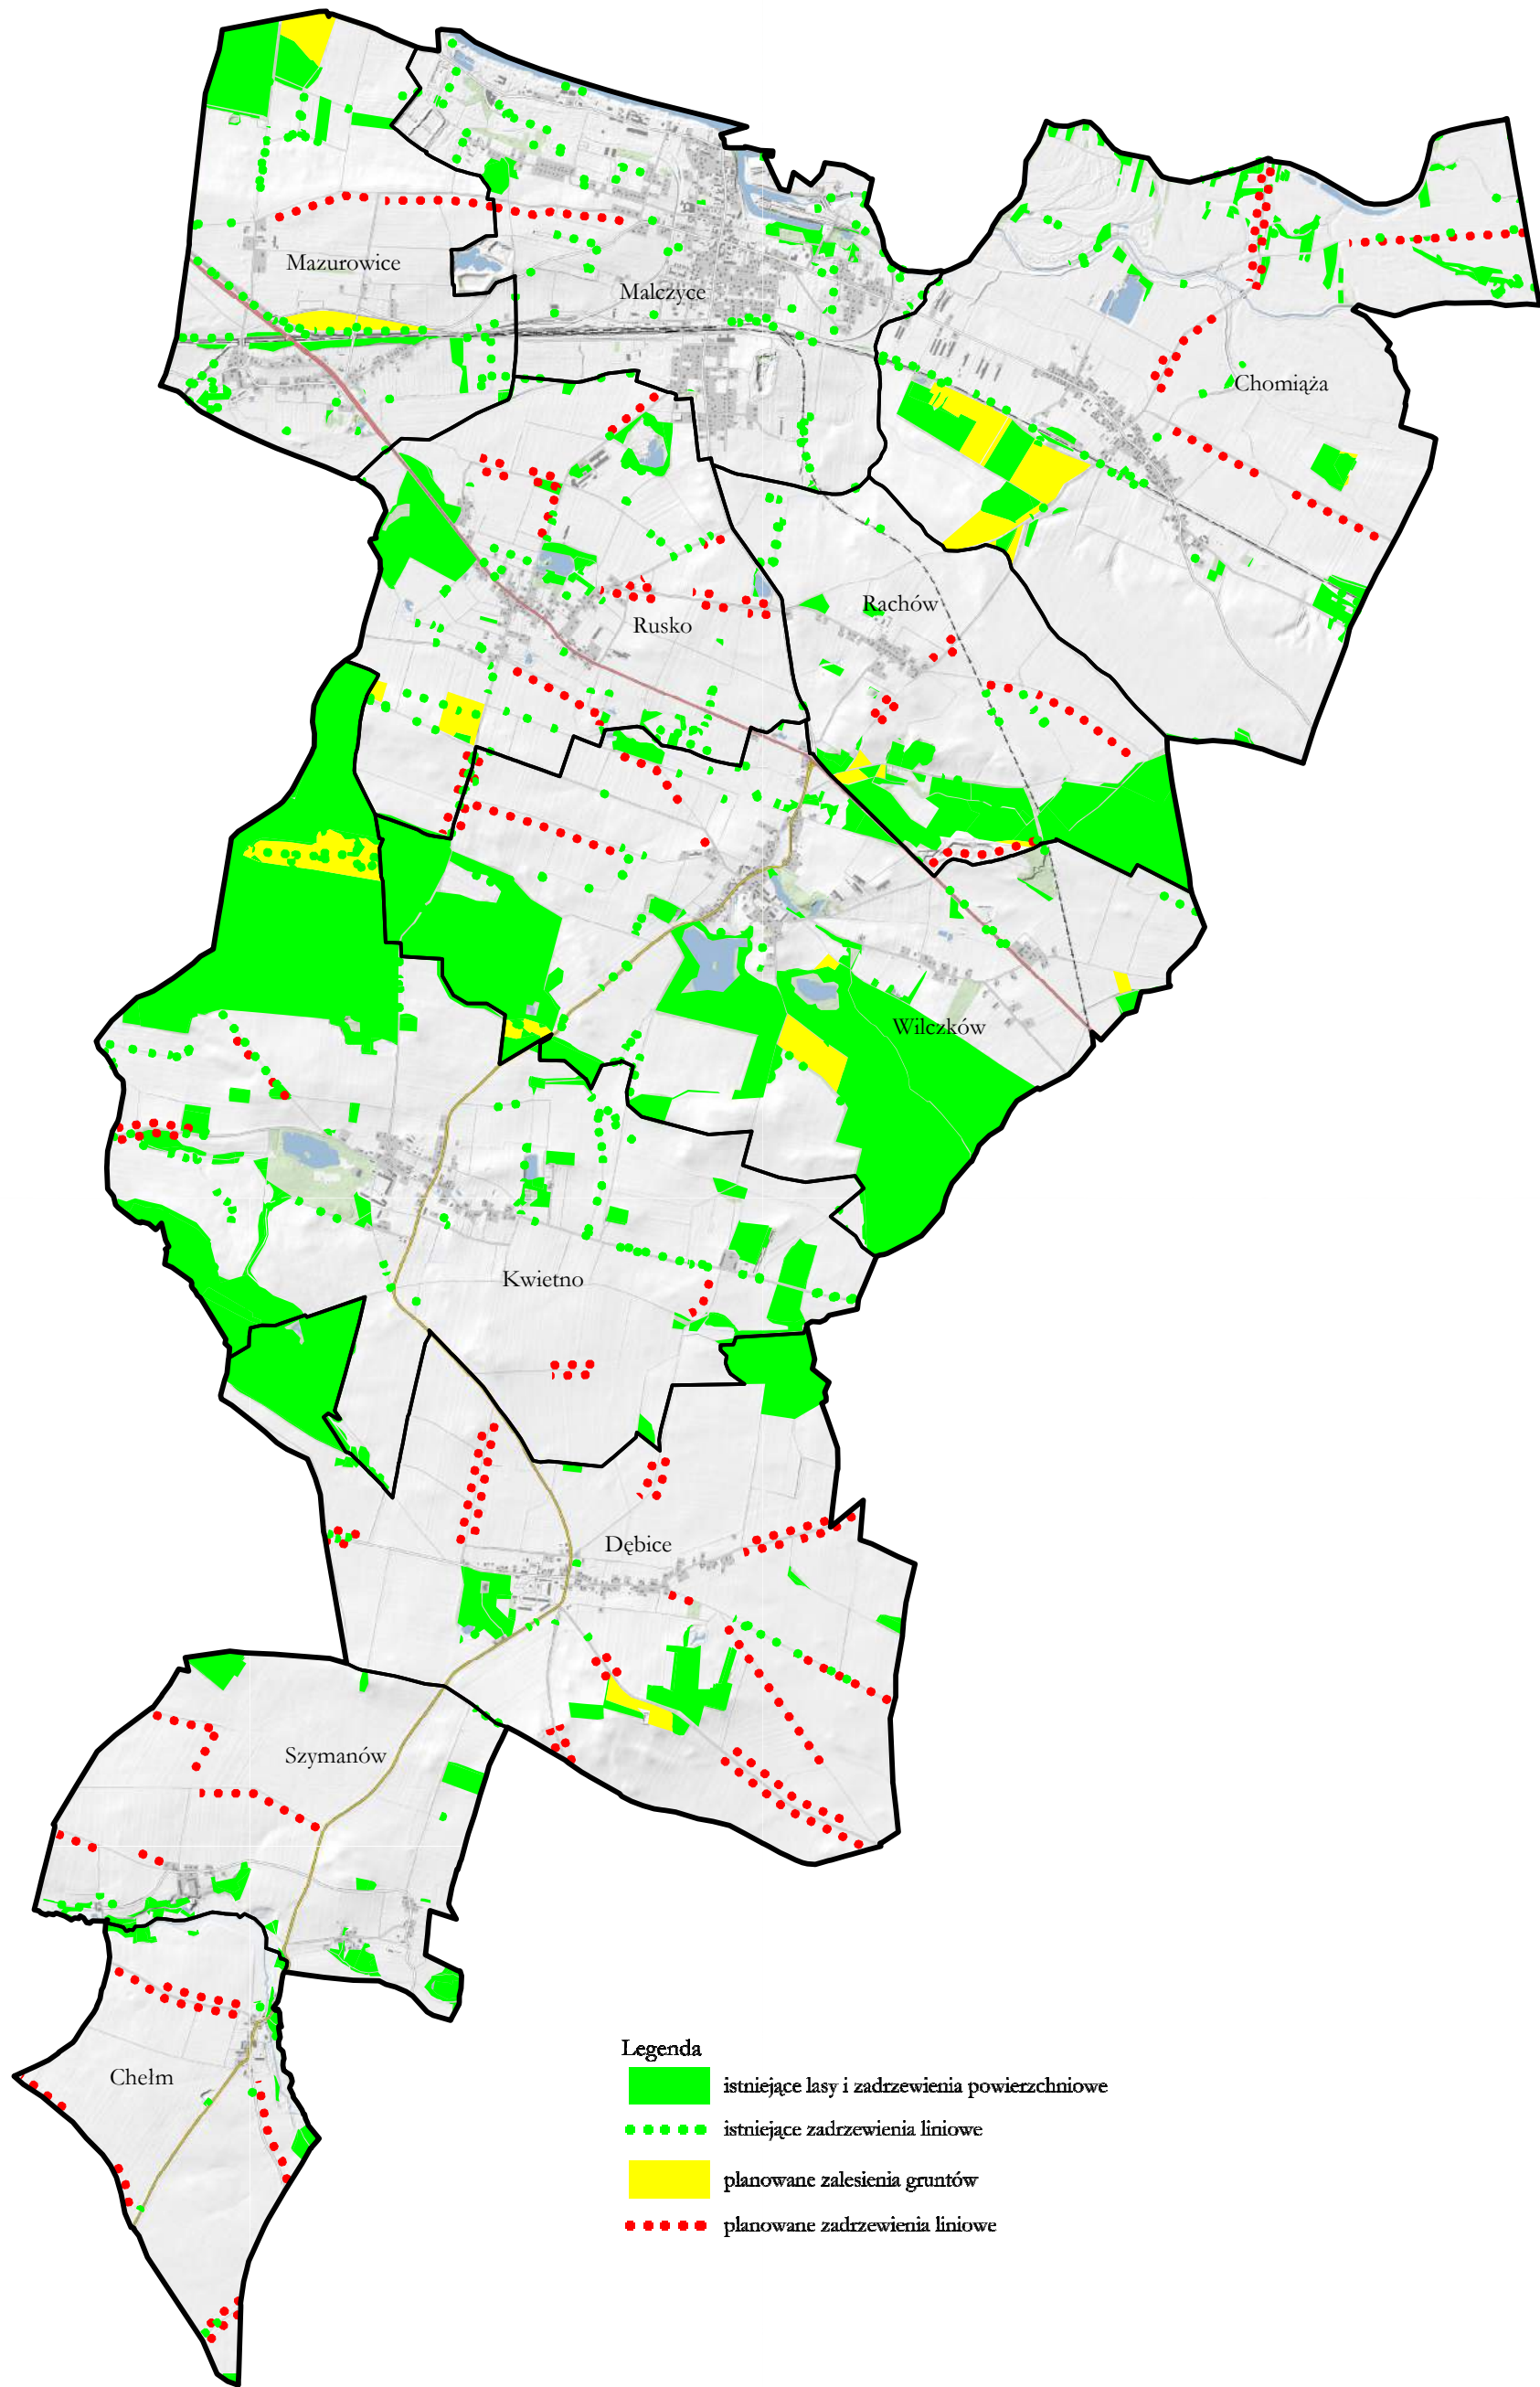 Mazurowice
Malczyce
Chomiąża
Rachów
Rusko
Wilczków
Kwietno
Dębice
Szymanów
Chełm
Legenda
istniejące lasy i zadrzewienia powierzchniowe
istniejące zadrzewienia liniowe
planowane zalesienia gruntów
planowane zadrzewienia liniowe